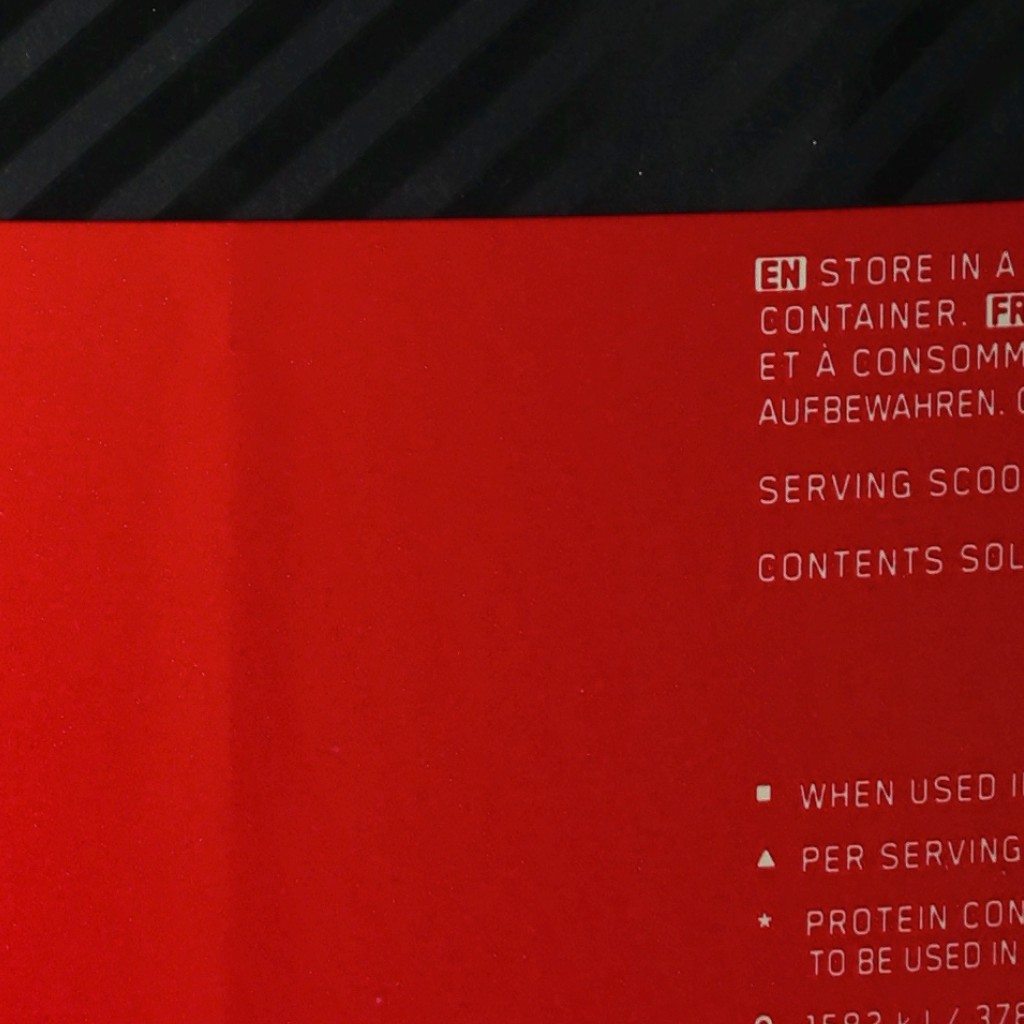 EN STORE IN A
CONTAINER. FR
ET À CONSOMM
AUFBEWAHREN.
SERVING SCOO
CONTENTS SOL
■ WHEN USED
▲ PER SERVING
★ PROTEIN CON
TO BE USED IN